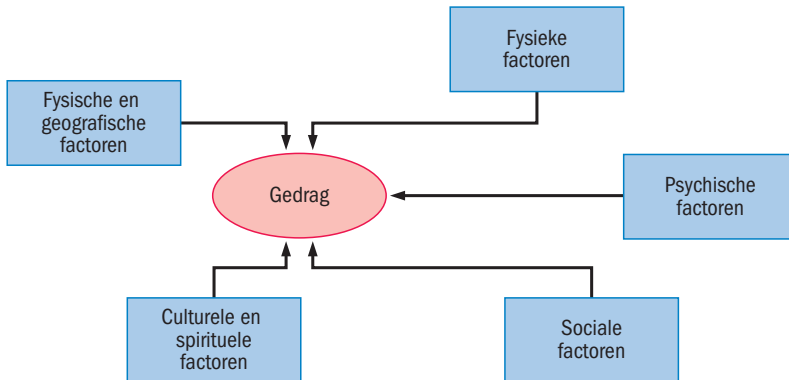 Fysieke
factoren
Fysische en
geografische
factoren
Gedrag
Psychische
factoren
Culturele en
spirituele
factoren
Sociale
factoren